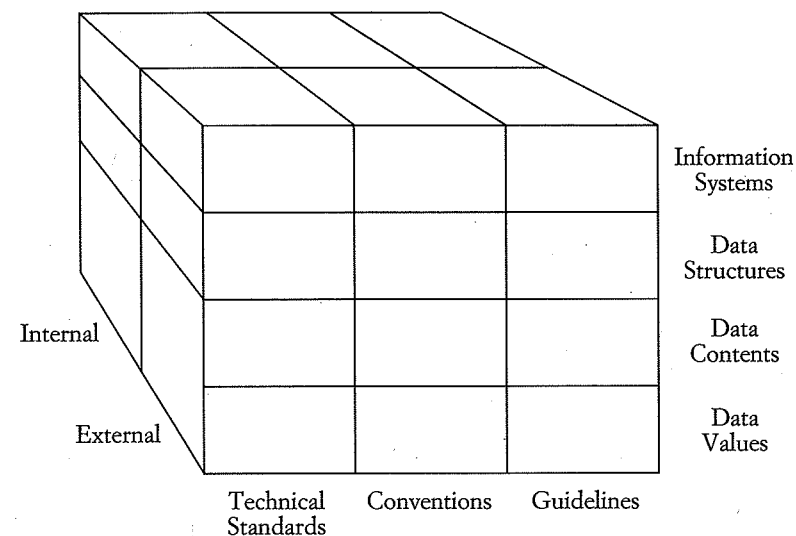 Information
Systems
Data
Structures
Data
Contents
Data
Values
Internal
External
Technical
Standards
Conventions
Guidelines